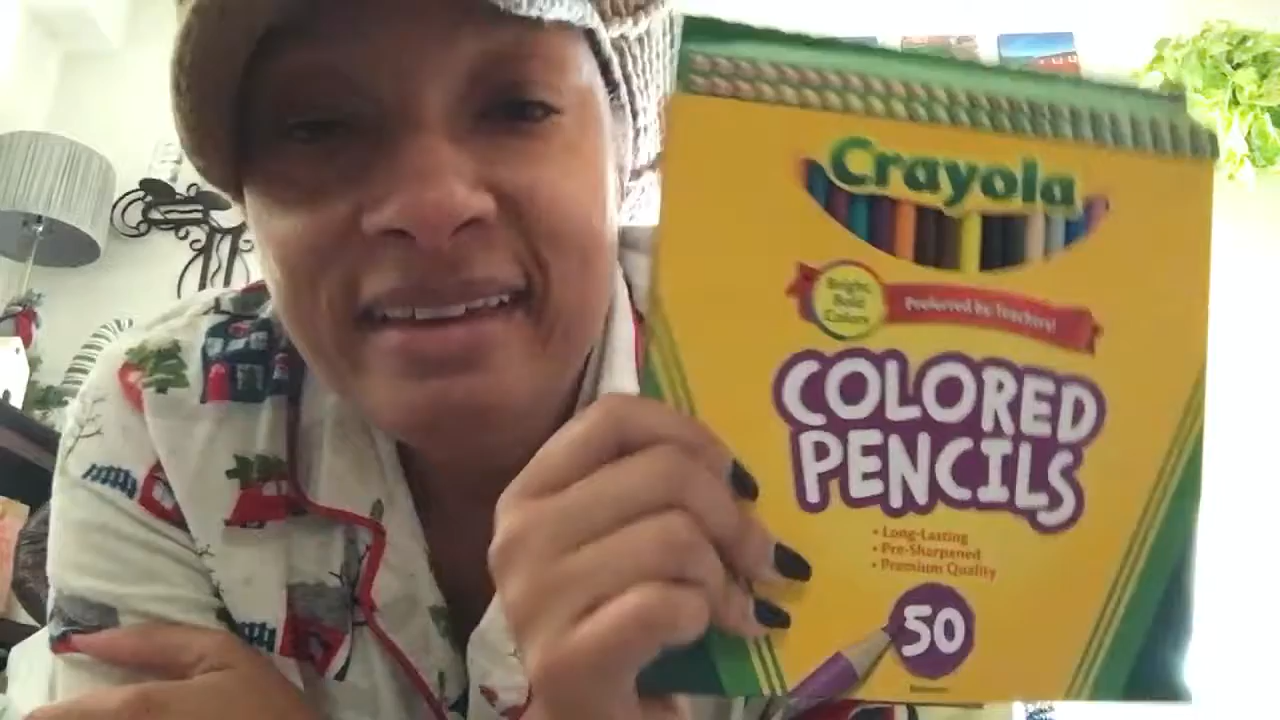 Crayola
Bright,
Bold
Colors
Preferred by Teachers!
COLORED
PENCILS
• Long-Lasting
• Pre-Sharpened
• Premium Quality
50